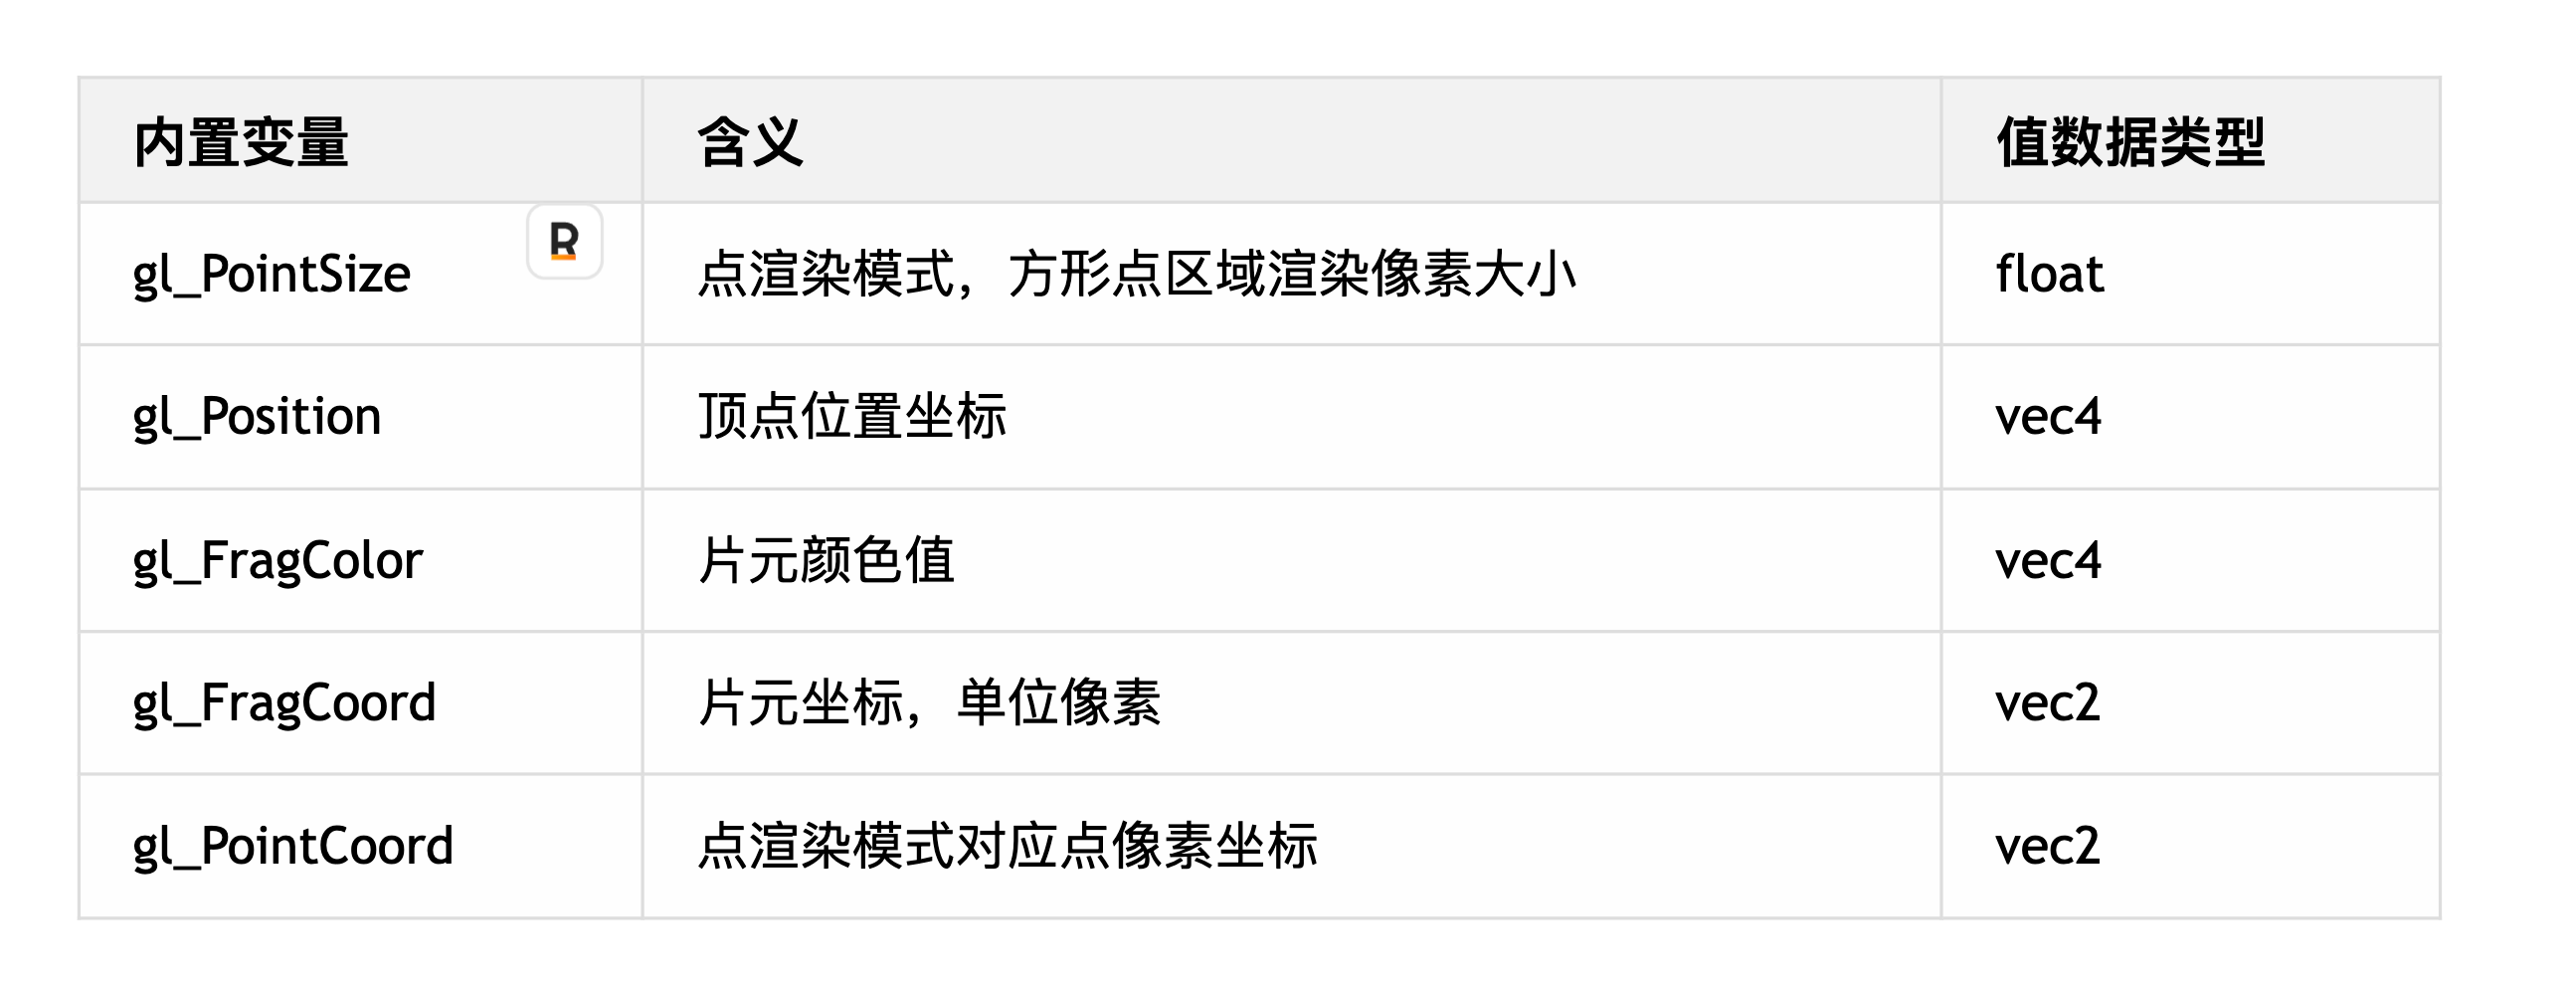 内置变量 含义 值数据类型
R
gl_PointSize 点渲染模式，方形点区域渲染像素大小 float
gl_Position 顶点位置坐标 vec4
gl_FragColor 片元颜色值 vec4
gl_FragCoord 片元坐标，单位像素 vec2
gl_PointCoord 点渲染模式对应点像素坐标 vec2